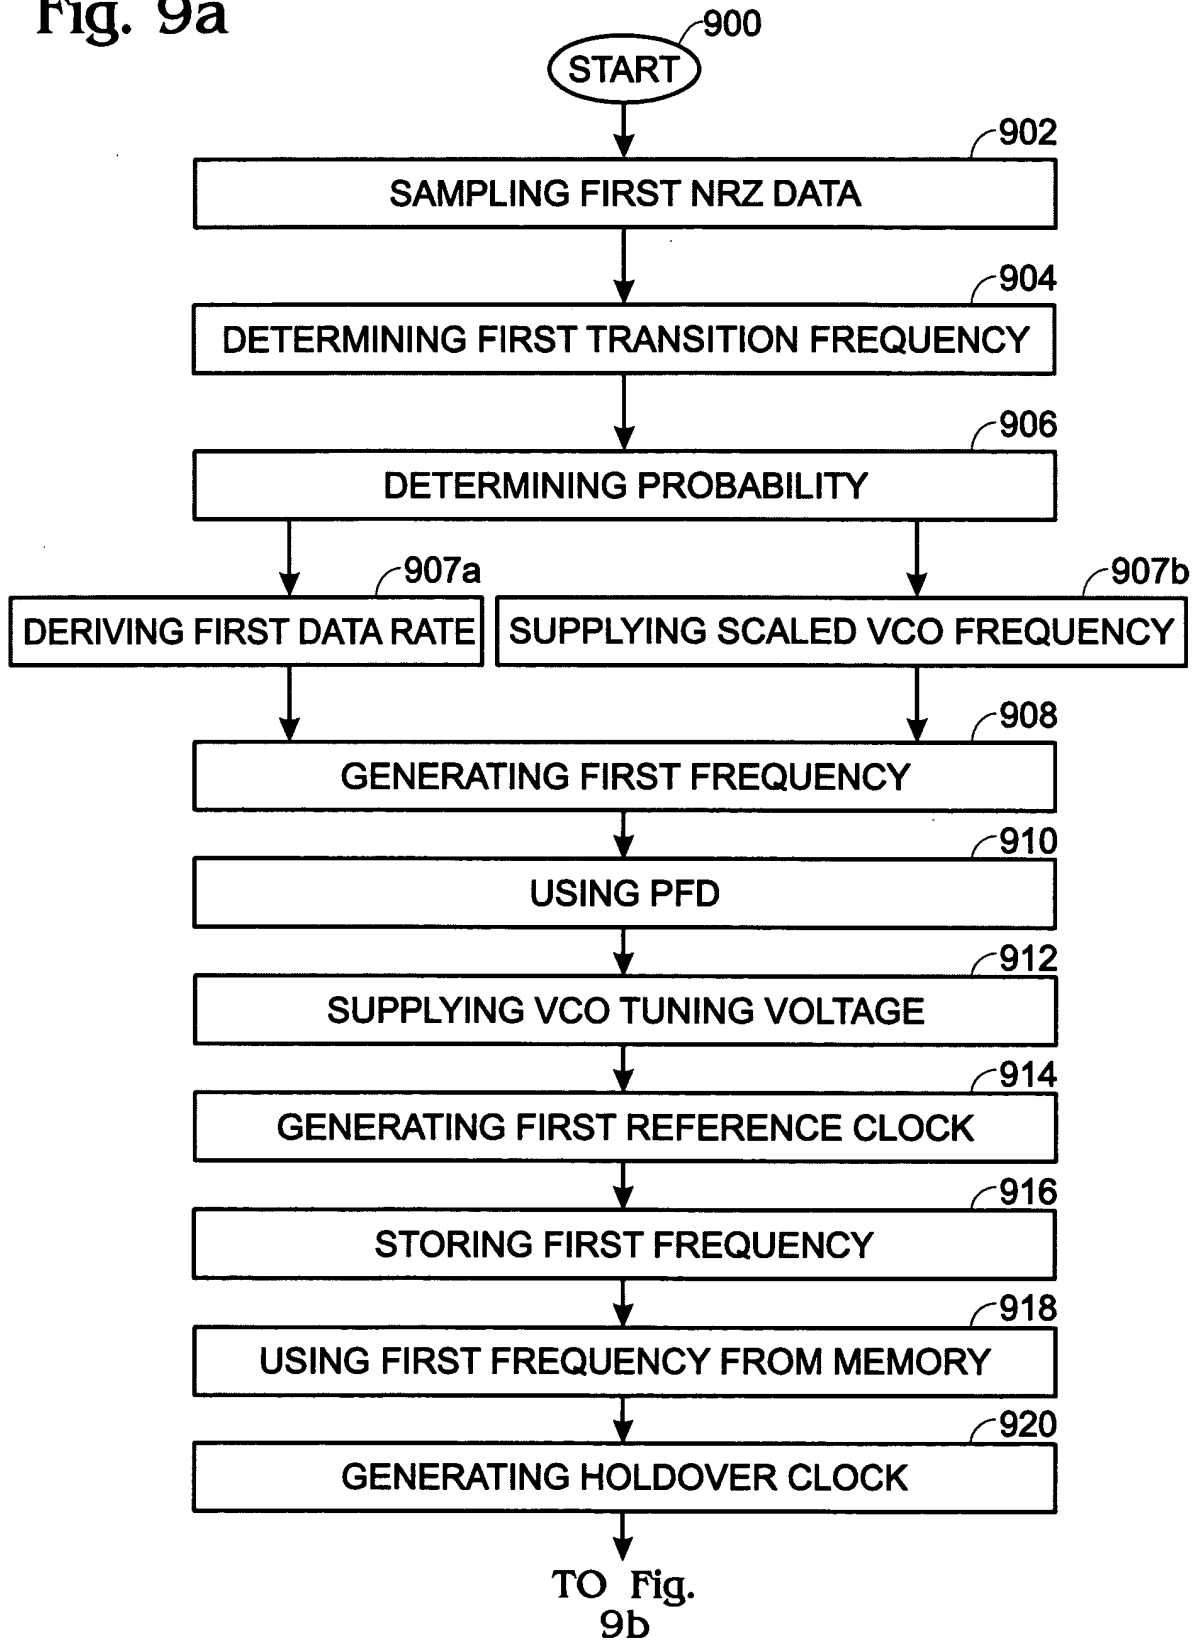 Fig. 9a
900
START
902
SAMPLING FIRST NRZ DATA
904
DETERMINING FIRST TRANSITION FREQUENCY
906
DETERMINING PROBABILITY
907a
907b
DERIVING FIRST DATA RATE
SUPPLYING SCALED VCO FREQUENCY
908
GENERATING FIRST FREQUENCY
910
USING PFD
912
SUPPLYING VCO TUNING VOLTAGE
914
GENERATING FIRST REFERENCE CLOCK
916
STORING FIRST FREQUENCY
918
USING FIRST FREQUENCY FROM MEMORY
920
GENERATING HOLDOVER CLOCK
TO Fig.
9b